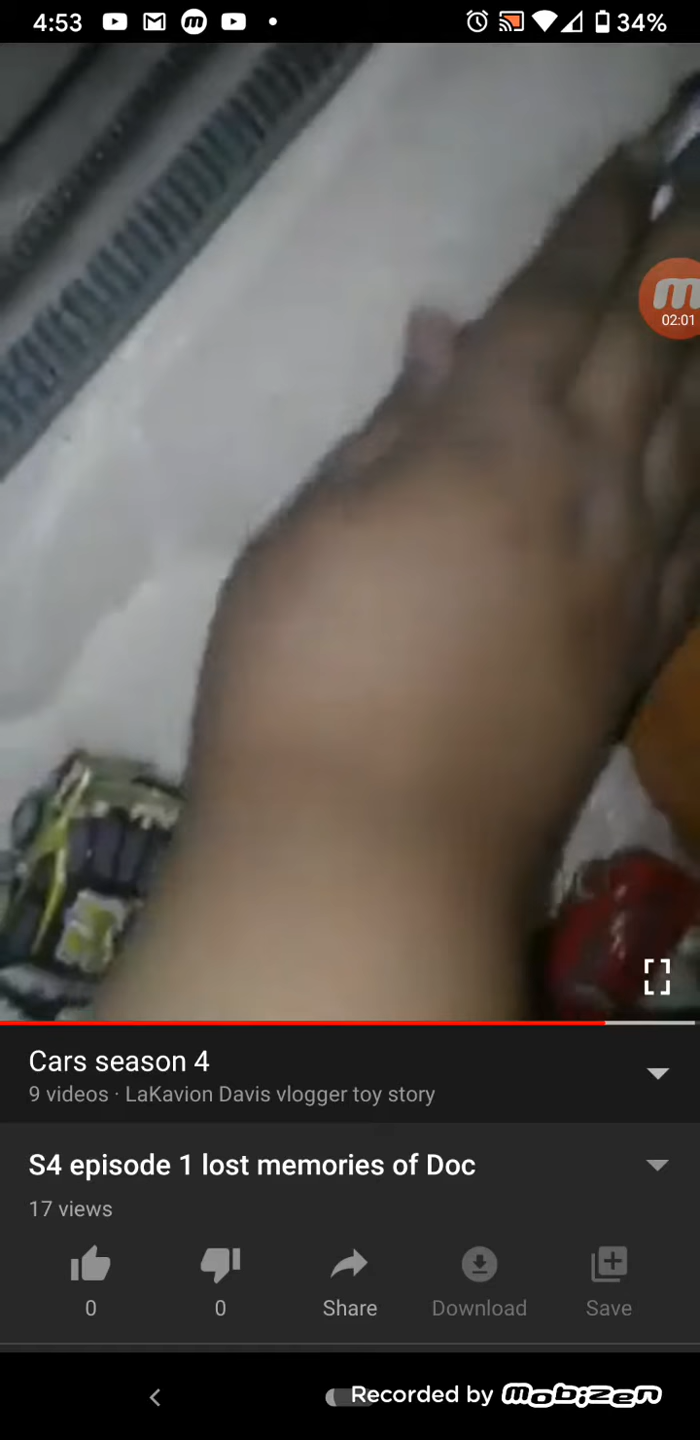 4:53
34%
m
02:01
Cars season 4
9 videos · LaKavion Davis vlogger toy story
S4 episode 1 lost memories of Doc
17 views
0
0
Share
Download
Save
Recorded by mobizen